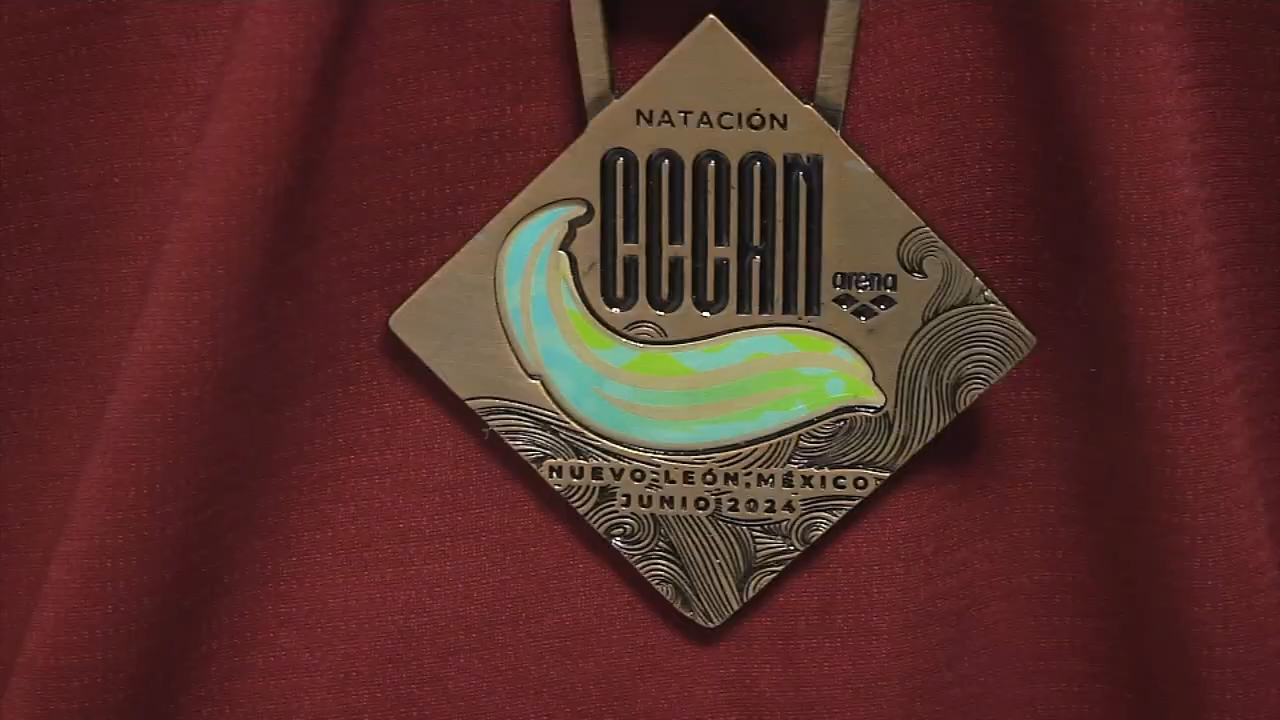 NATACIÓN
CCCAN
arena
NUEVO LEÓN, MÉXICO
JUNIO 2024